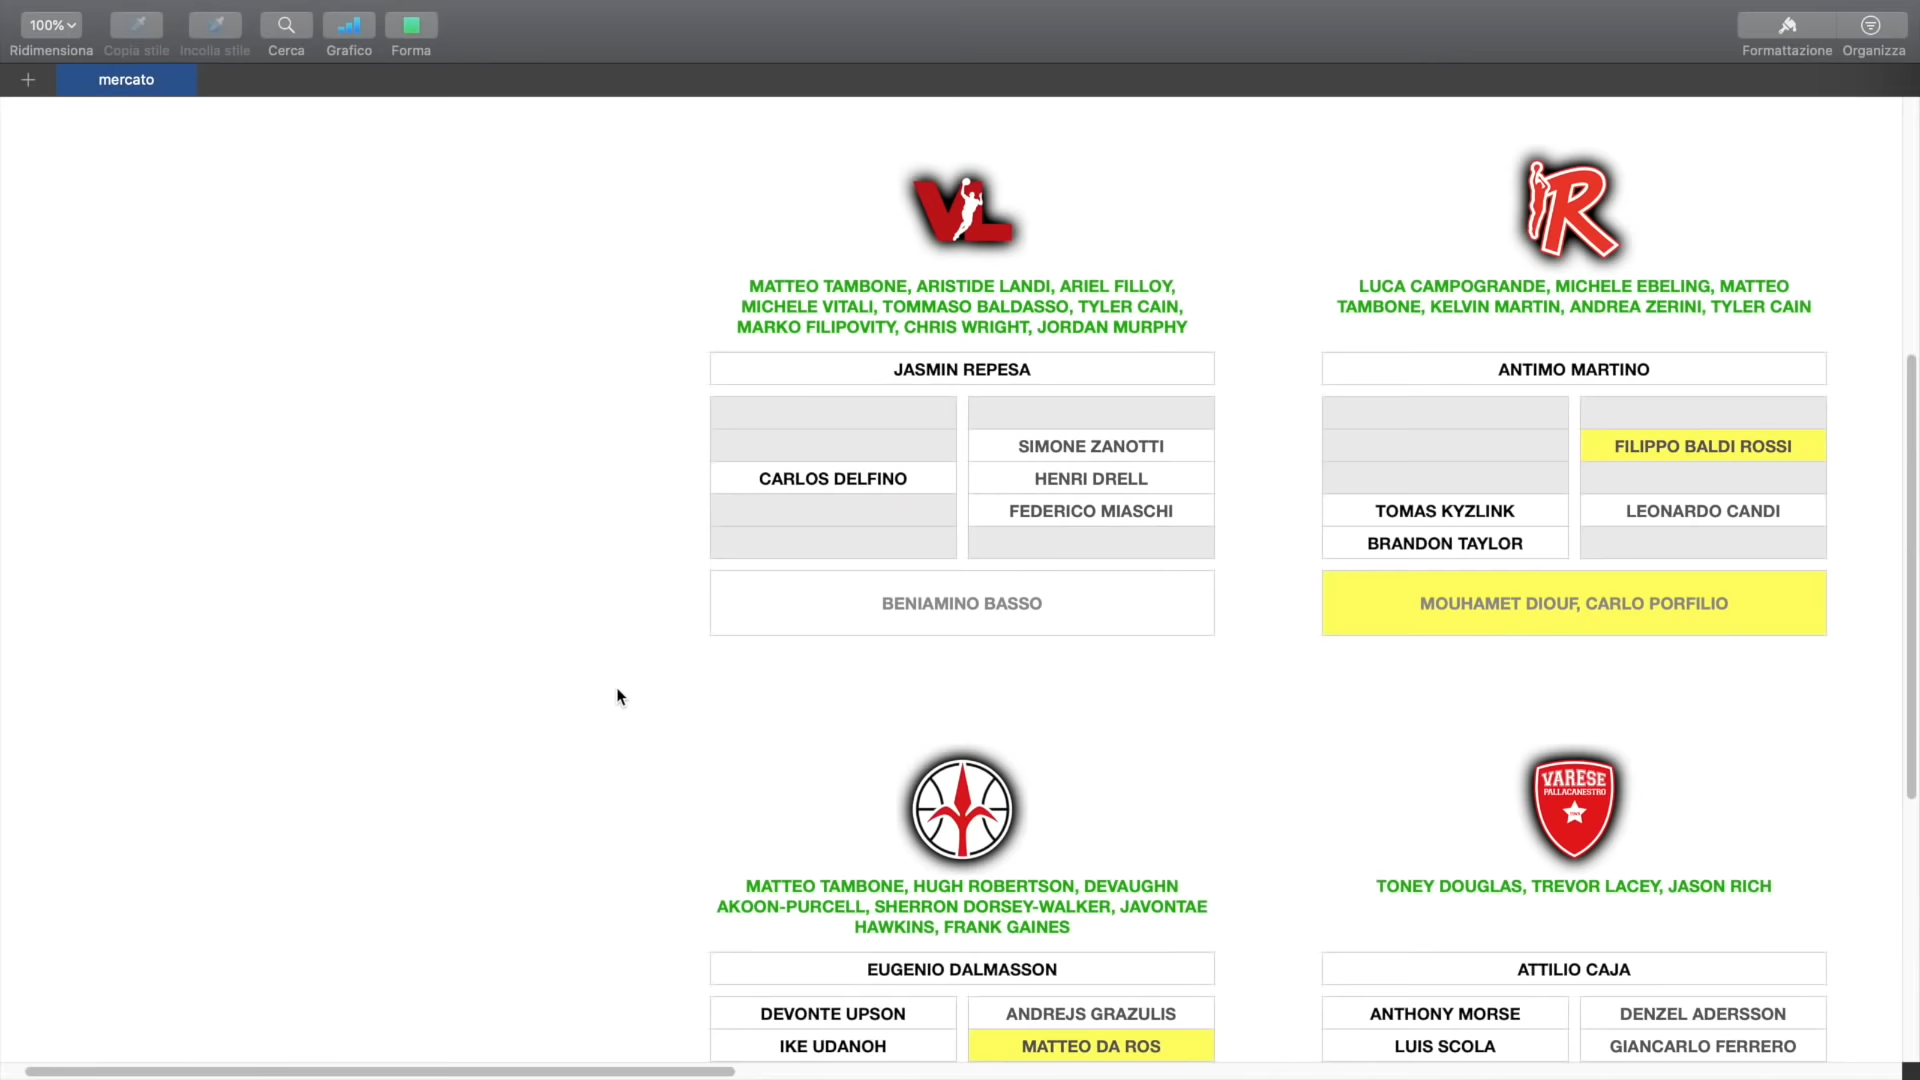 100%
Ridimensiona
Copia stile
Incolla stile
Cerca
Grafico
Forma
Formattazione
Organizza
mercato
VL
MATTEO TAMBONE, ARISTIDE LANDI, ARIEL FILLOY,
MICHELE VITALI, TOMMASO BALDASSO, TYLER CAIN,
MARKO FILIPOVITY, CHRIS WRIGHT, JORDAN MURPHY
JASMIN REPESA
SIMONE ZANOTTI
CARLOS DELFINO
HENRI DRELL
FEDERICO MIASCHI
BENIAMINO BASSO
R
LUCA CAMPOGRANDE, MICHELE EBELING, MATTEO
TAMBONE, KELVIN MARTIN, ANDREA ZERINI, TYLER CAIN
ANTIMO MARTINO
FILIPPO BALDI ROSSI
TOMAS KYZLINK
LEONARDO CANDI
BRANDON TAYLOR
MOUHAMET DIOUF, CARLO PORFILIO
MATTEO TAMBONE, HUGH ROBERTSON, DEVAUGHN
AKOON-PURCELL, SHERRON DORSEY-WALKER, JAVONTAE
HAWKINS, FRANK GAINES
EUGENIO DALMASSON
DEVONTE UPSON
ANDREJS GRAZULIS
IKE UDANOH
MATTEO DA ROS
VARESE
PALLACANESTRO
TONEY DOUGLAS, TREVOR LACEY, JASON RICH
ATTILIO CAJA
ANTHONY MORSE
DENZEL ADERSSON
LUIS SCOLA
GIANCARLO FERRERO